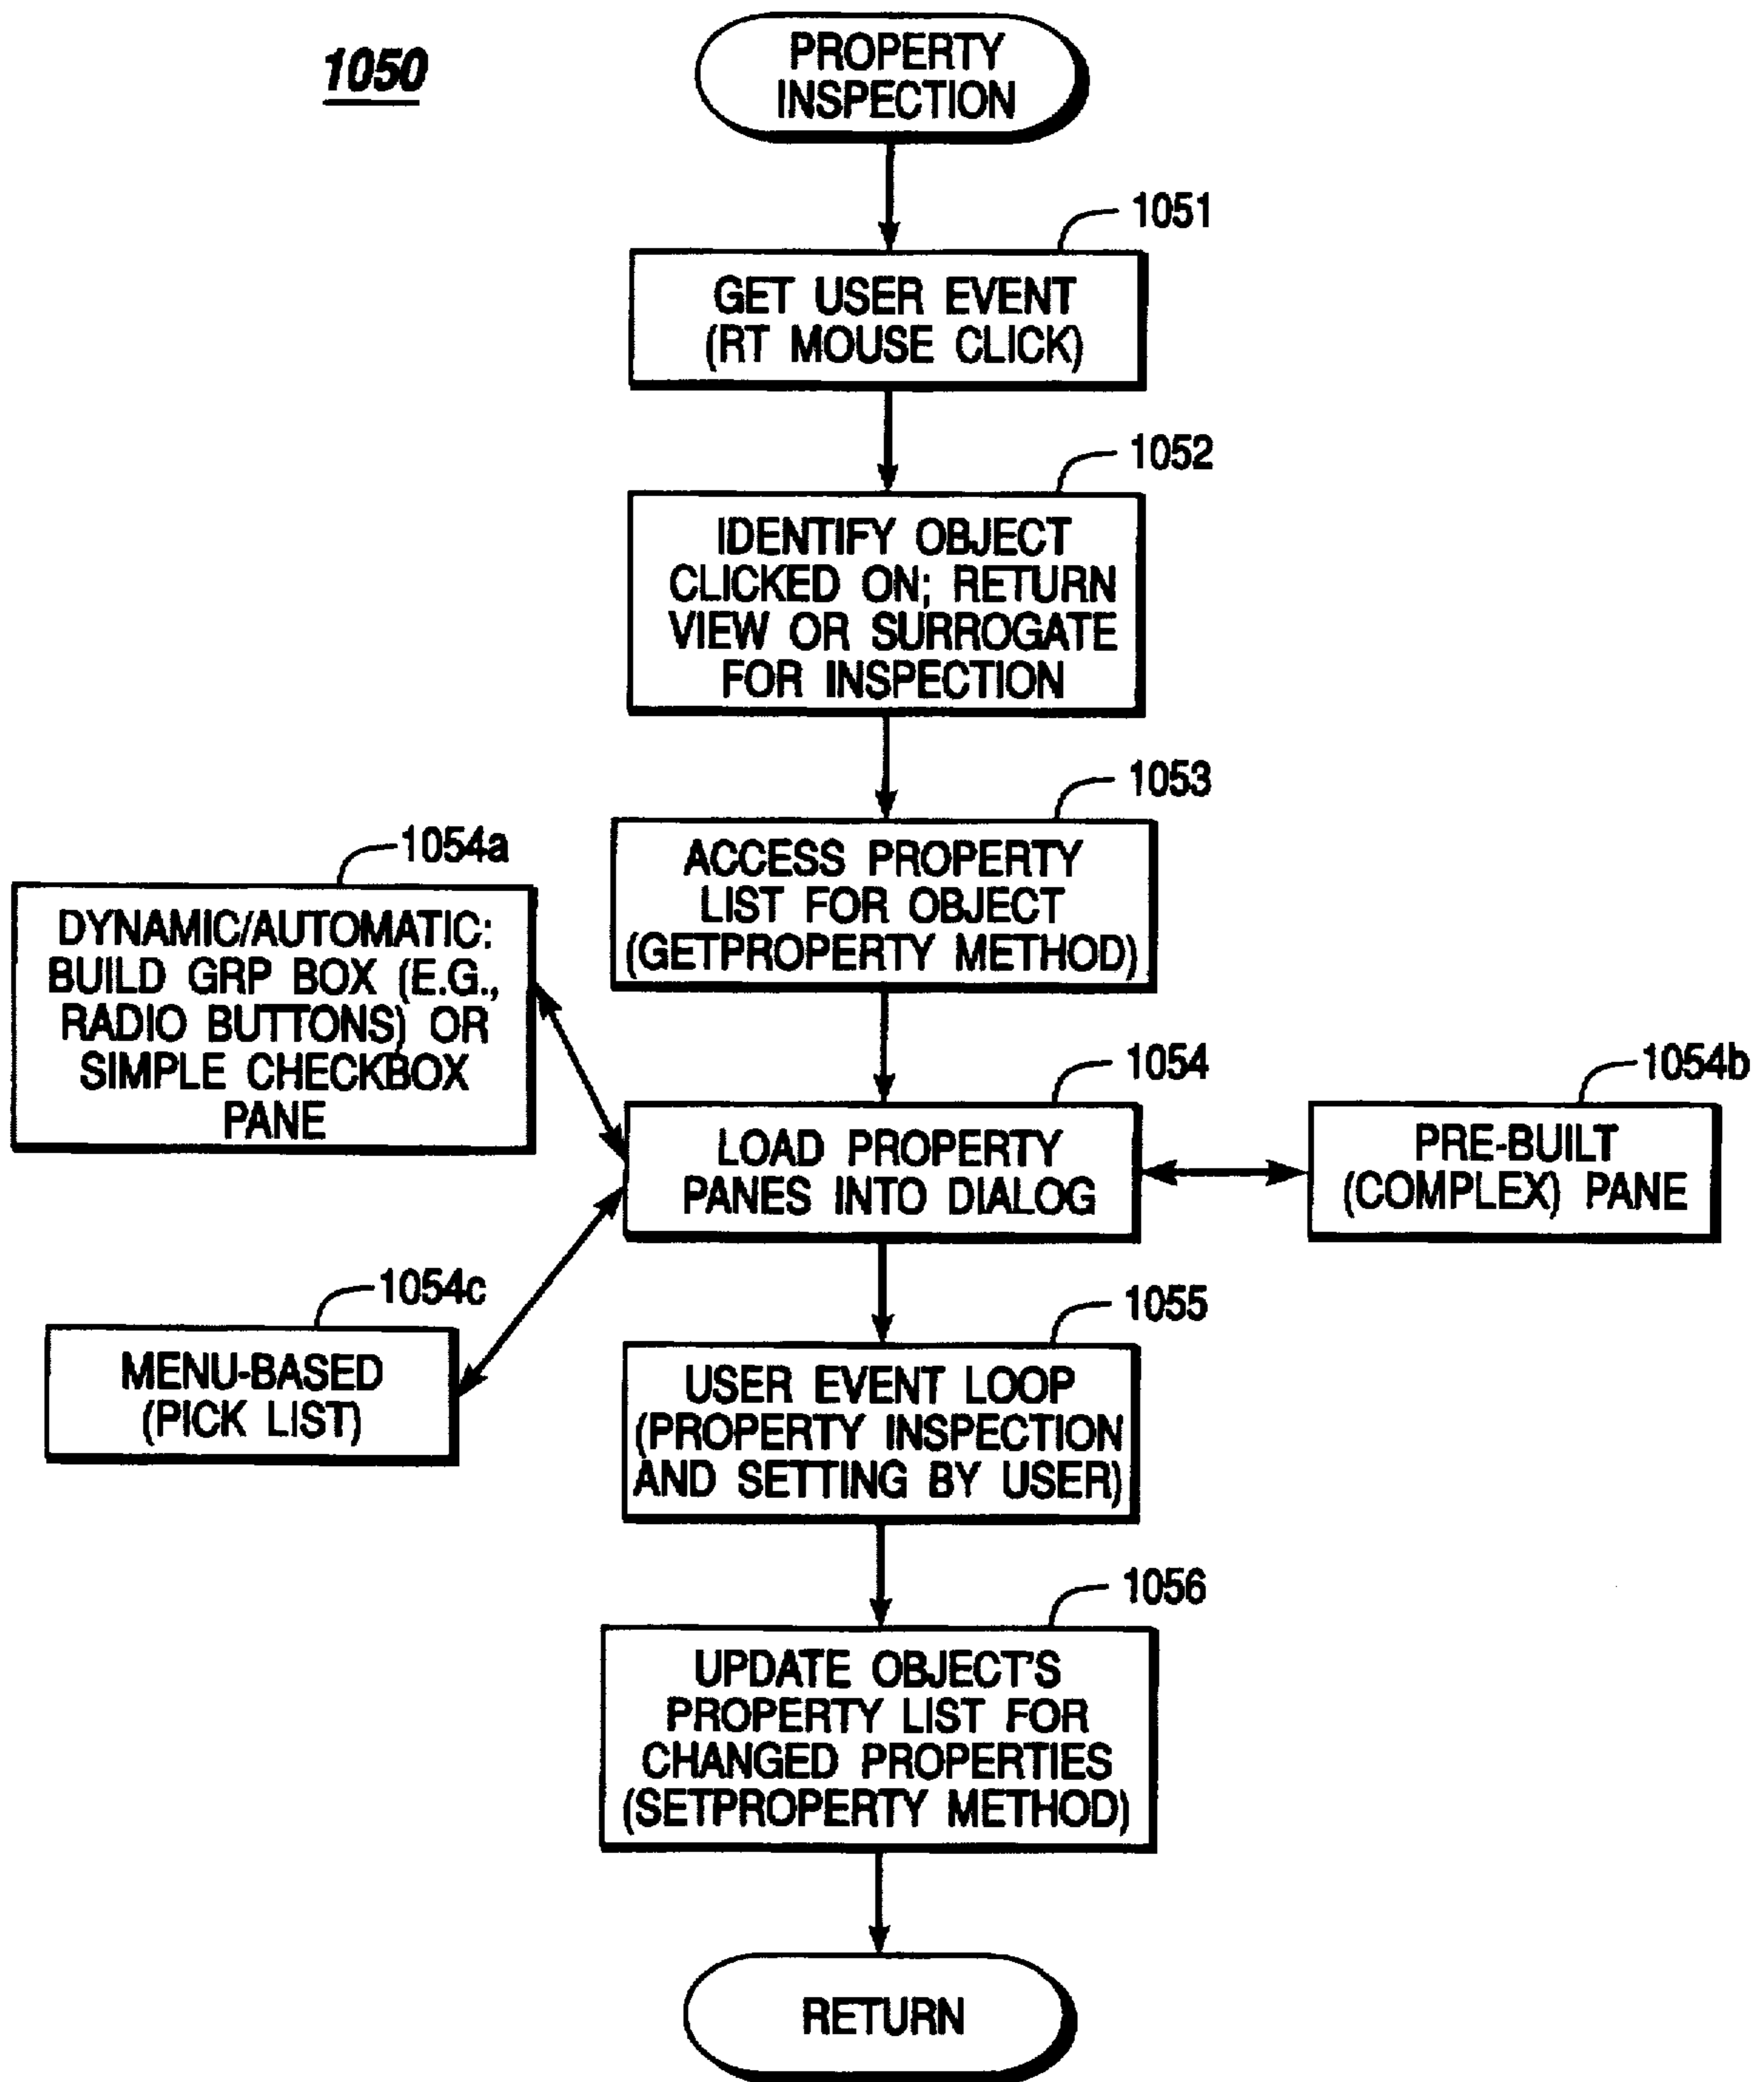 1050
PROPERTY
INSPECTION
1051
GET USER EVENT
(RT MOUSE CLICK)
1052
IDENTIFY OBJECT
CLICKED ON; RETURN
VIEW OR SURROGATE
FOR INSPECTION
1053
ACCESS PROPERTY
LIST FOR OBJECT
(GETPROPERTY METHOD)
1054a
DYNAMIC/AUTOMATIC:
BUILD GRP BOX (E.G.,
RADIO BUTTONS) OR
SIMPLE CHECKBOX
PANE
1054
LOAD PROPERTY
PANES INTO DIALOG
1054b
PRE-BUILT
(COMPLEX) PANE
1054c
MENU-BASED
(PICK LIST)
1055
USER EVENT LOOP
(PROPERTY INSPECTION
AND SETTING BY USER)
1056
UPDATE OBJECT'S
PROPERTY LIST FOR
CHANGED PROPERTIES
(SETPROPERTY METHOD)
RETURN